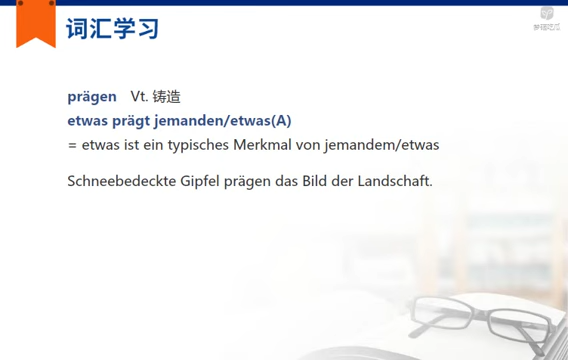 词汇学习
prägen Vt. 铸造
etwas prägt jemanden/etwas(A)
= etwas ist ein typisches Merkmal von jemandem/etwas
Schneebedeckte Gipfel prägen das Bild der Landschaft.